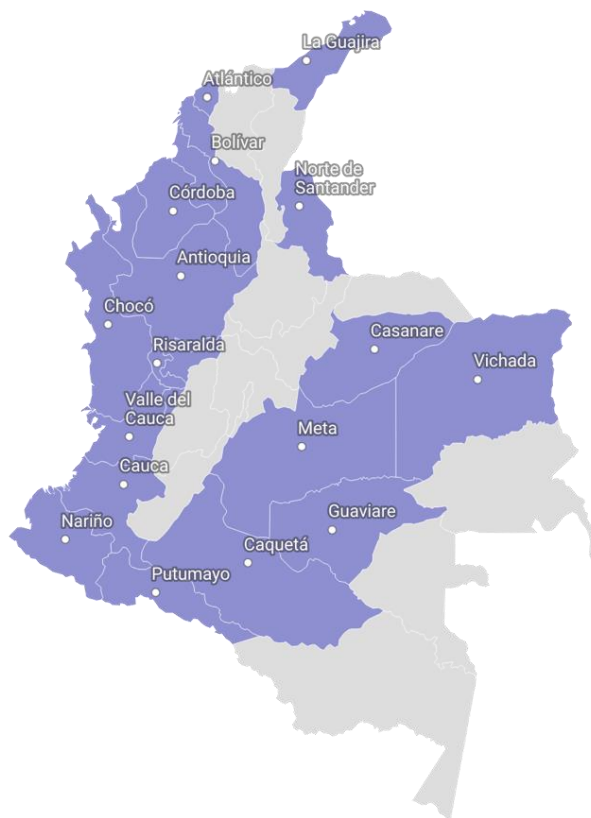 La Guajira
Atlántico
Bolívar
Norte de
Santander
Córdoba
Antioquia
Chocó
Casanare
Risaralda
Vichada
Valle del
Cauca
Meta
Cauca
Guaviare
Nariño
Caquetá
Putumayo